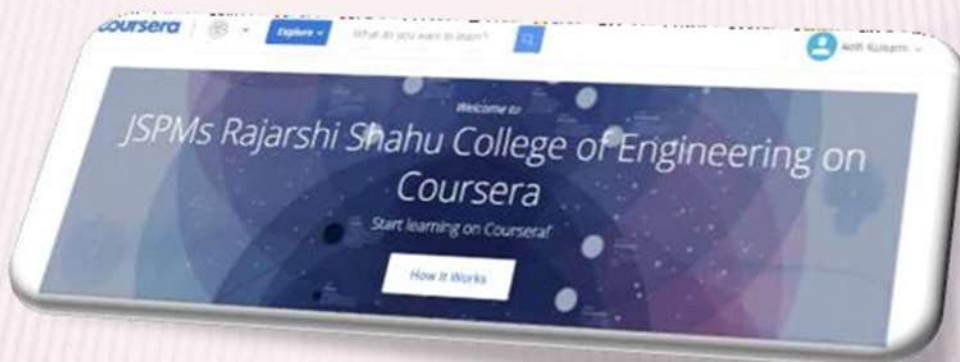 coursera
Explore
What do you want to learn?
Welcome to
JSPMs Rajarshi Shahu College of Engineering on
Coursera
Start learning on Coursera!
How It Works